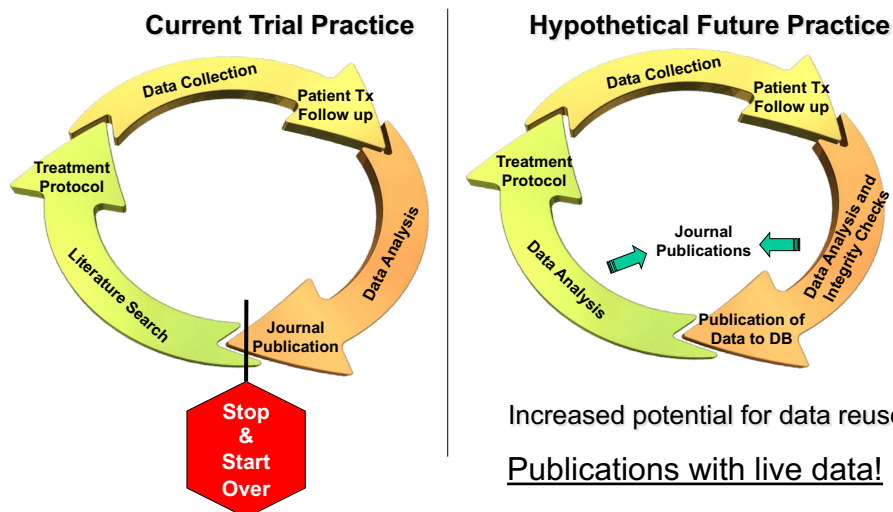 Current Trial Practice
Data Collection
Patient Tx
Follow up
Treatment
Protocol
Data Analysis
Literature Search
Journal
Publication
Stop
&
Start
Over
Hypothetical Future Practice
Data Collection
Patient Tx
Follow up
Treatment
Protocol
Journal
Publications
Data Analysis and
Integrity Checks
Data Analysis
Publication of
Data to DB
Increased potential for data reuse
Publications with live data!